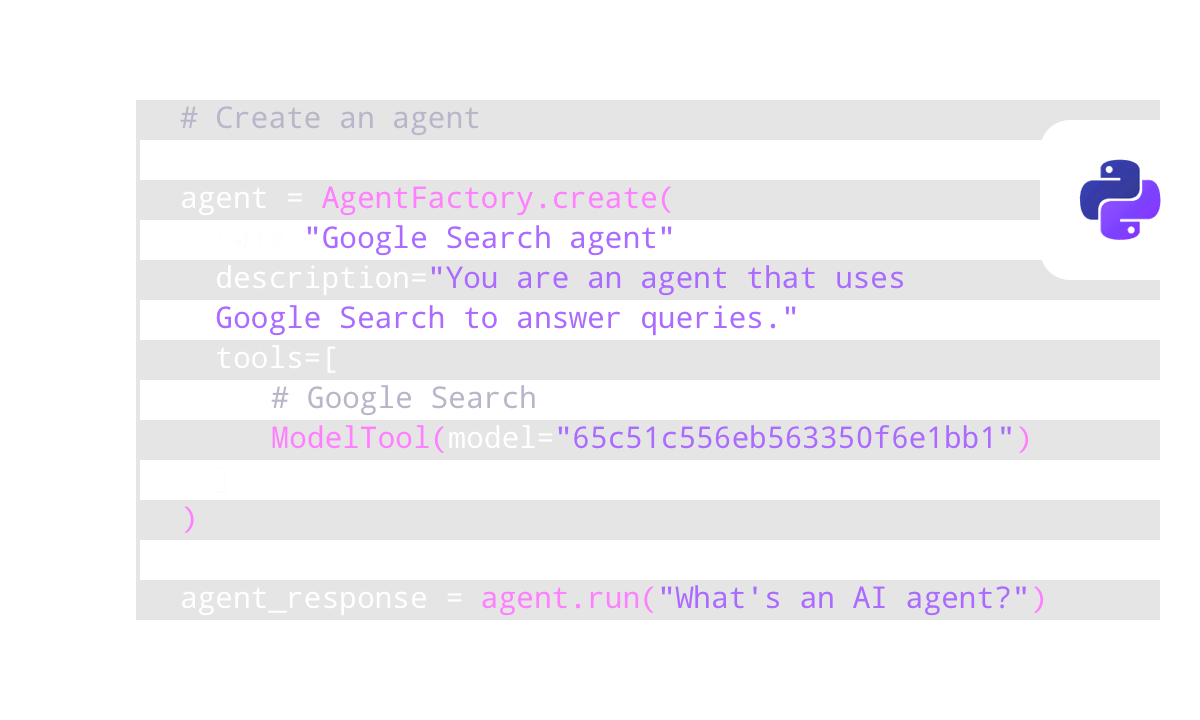 # Create an agent
agent = AgentFactory.create(
"Google Search agent"
description="You are an agent that uses
Google Search to answer queries."
tools=[
# Google Search
ModelTool(model="65c51c556eb563350f6e1bb1")
)
agent_response = agent.run("What's an AI agent?")